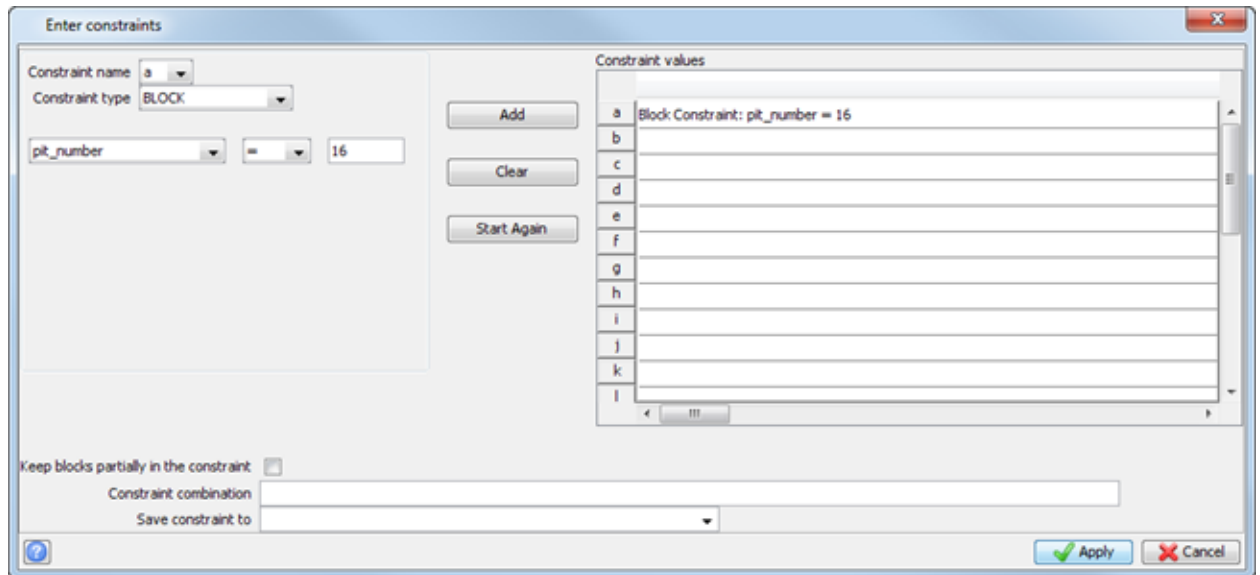 Enter constraints
Constraint name a
Constraint type BLOCK
pit_number = 16
Add
Clear
Start Again
Constraint values
a Block Constraint: pit_number = 16
b
c
d
e
f
g
h
i
j
k
l
Keep blocks partially in the constraint
Constraint combination
Save constraint to
? Apply Cancel